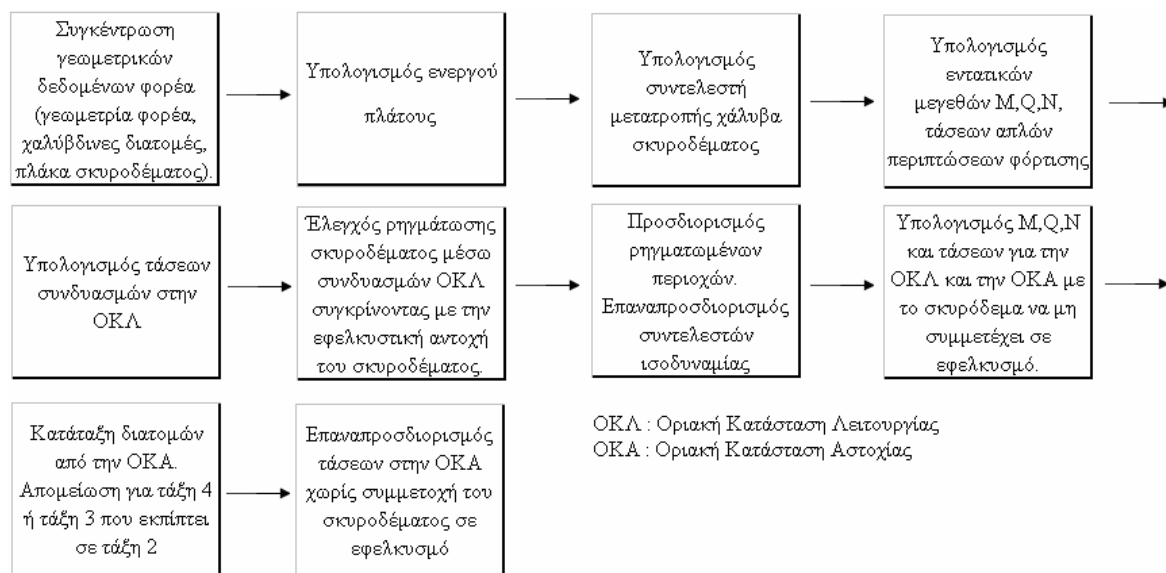 Συγκέντρωση
γεωμετρικών
δεδομένων φορέα
(γεωμετρία φορέα,
χαλύβδινες διατομές,
πλάκα σκυροδέματος).
Υπολογισμός ενεργού
πλάτους
Υπολογισμός
συντελεστή
μετατροπής χάλυβα
σκυροδέματος
Υπολογισμός
εντατικών
μεγεθών M,Q,N,
τάσεων απλών
περιπτώσεων φόρτισης
Υπολογισμός τάσεων
συνδυασμών στην
ΟΚΛ
Έλεγχός ρηγμάτωσης
σκυροδέματος μέσω
συνδυασμών ΟΚΛ
συγκρίνοντας με την
εφελκυστική αντοχή
του σκυροδέματος.
Προσδιορισμός
ρηγματωμένων
περιοχών.
Επαναπροσδιορισμός
συντελεστών
ισοδυναμίας
Υπολογισμός M,Q,N
και τάσεων για την
ΟΚΛ και την ΟΚΑ με
το σκυρόδεμα να μη
συμμετέχει σε
εφελκυσμό.
Κατάταξη διατομών
από την ΟΚΑ.
Απομείωση για τάξη 4
ή τάξη 3 που εκπίπτει
σε τάξη 2
Επαναπροσδιορισμός
τάσεων στην ΟΚΑ
χωρίς συμμετοχή του
σκυροδέματος σε
εφελκυσμό
ΟΚΛ : Οριακή Κατάσταση Λειτουργίας
ΟΚΑ : Οριακή Κατάσταση Αστοχίας